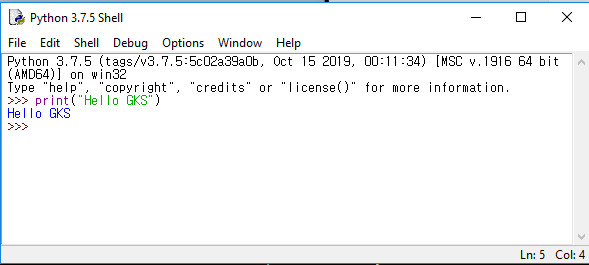 Python 3.7.5 Shell
File Edit Shell Debug Options Window Help
Python 3.7.5 (tags/v3.7.5:5c02a39a0b, Oct 15 2019, 00:11:34) [MSC v.1916 64 bit
(AMD64)] on win32
Type "help", "copyright", "credits" or "license()" for more information.
>>> print("Hello GKS")
Hello GKS
>>>
Ln: 5 Col: 4